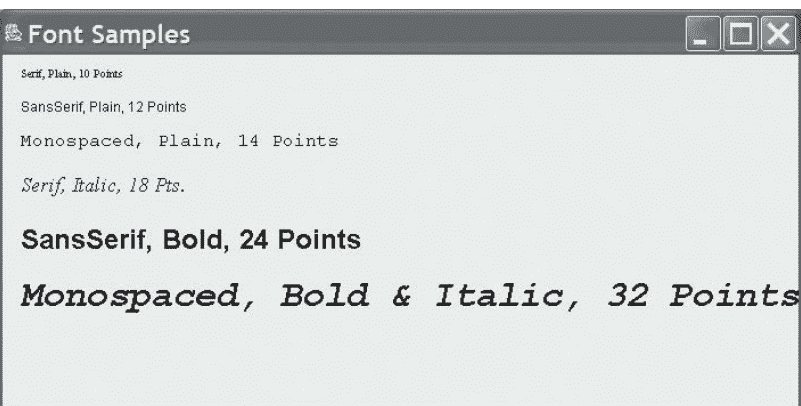 Font Samples
Serif, Plain, 10 Points
SansSerif, Plain, 12 Points
Monospaced, Plain, 14 Points
Serif, Italic, 18 Pts.
SansSerif, Bold, 24 Points
Monospaced, Bold & Italic, 32 Points